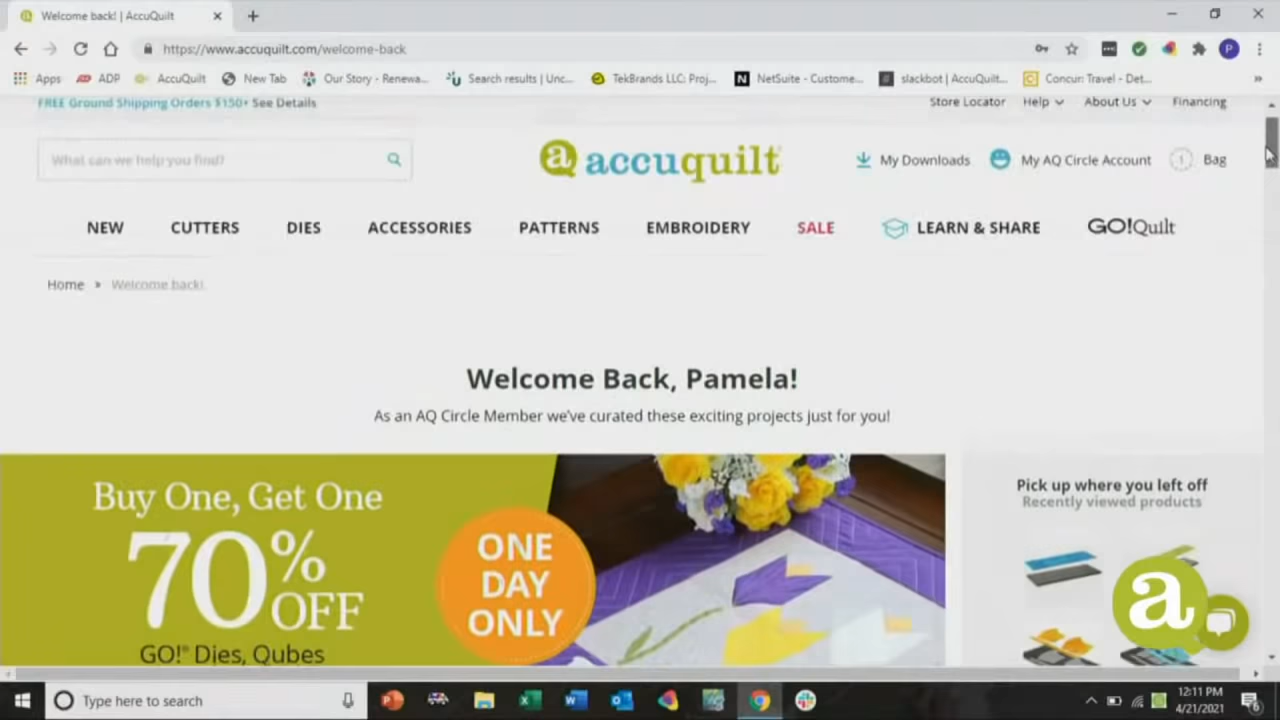 Welcome back! | AccuQuilt
https://www.accuquilt.com/welcome-back
Apps ADP AccuQuilt New Tab Our Story - Renewa... Search results | Unc... TekBrands LLC: Proj... NetSuite - Custome... slackbot | AccuQuilt... Concur: Travel - Det... »
FREE Ground Shipping Orders $150+ See Details Store Locator Help About Us Financing
What can we help you find? a accuquilt My Downloads My AQ Circle Account 1 Bag
NEW CUTTERS DIES ACCESSORIES PATTERNS EMBROIDERY SALE LEARN & SHARE GO!Quilt
Home » Welcome back!
Welcome Back, Pamela!
As an AQ Circle Member we've curated these exciting projects just for you!
Buy One, Get One
70% OFF
GO!® Dies, Qubes
ONE
DAY
ONLY
Pick up where you left off
Recently viewed products
a
Type here to search
12:11 PM
4/21/2021